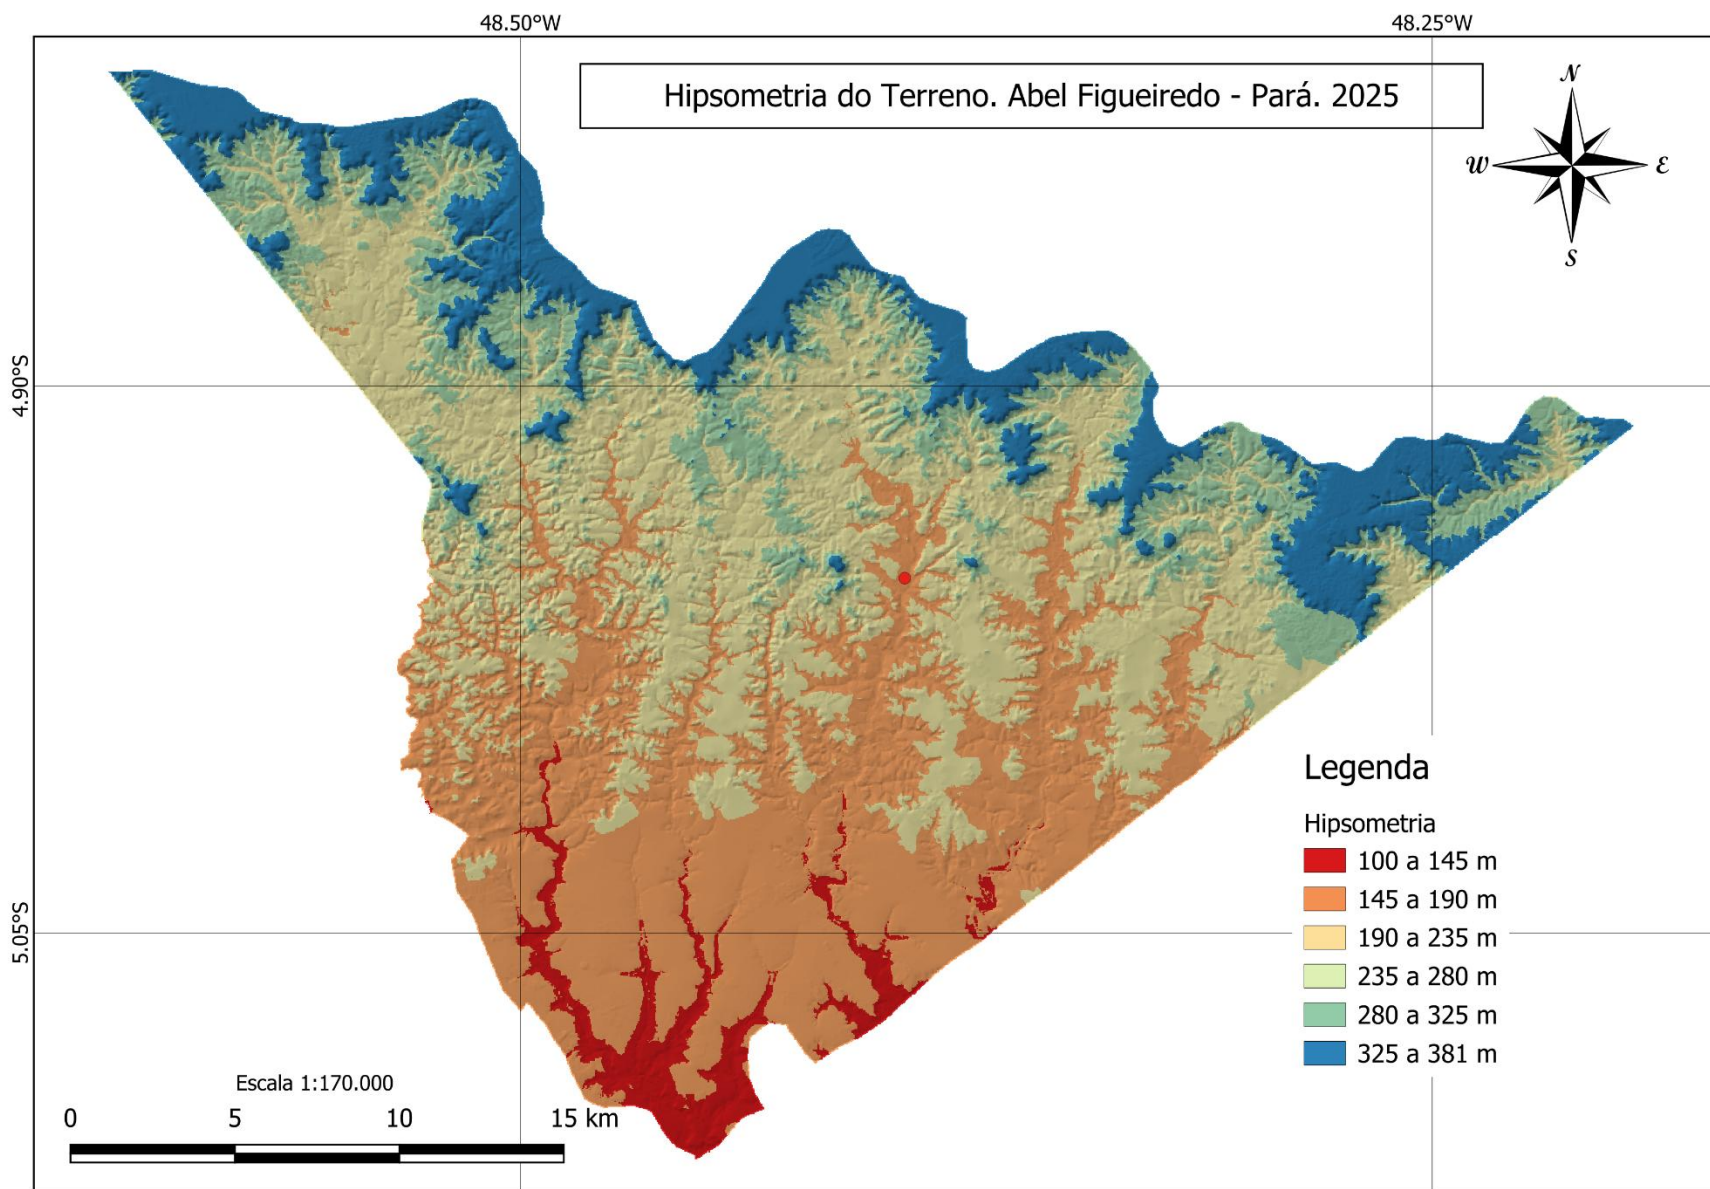 48.50°W
48.25°W
Hipsometria do Terreno. Abel Figueiredo - Pará. 2025
N
W
E
S
4.90°S
5.05°S
Legenda
Hipsometria
100 a 145 m
145 a 190 m
190 a 235 m
235 a 280 m
280 a 325 m
325 a 381 m
Escala 1:170.000
0 5 10 15 km